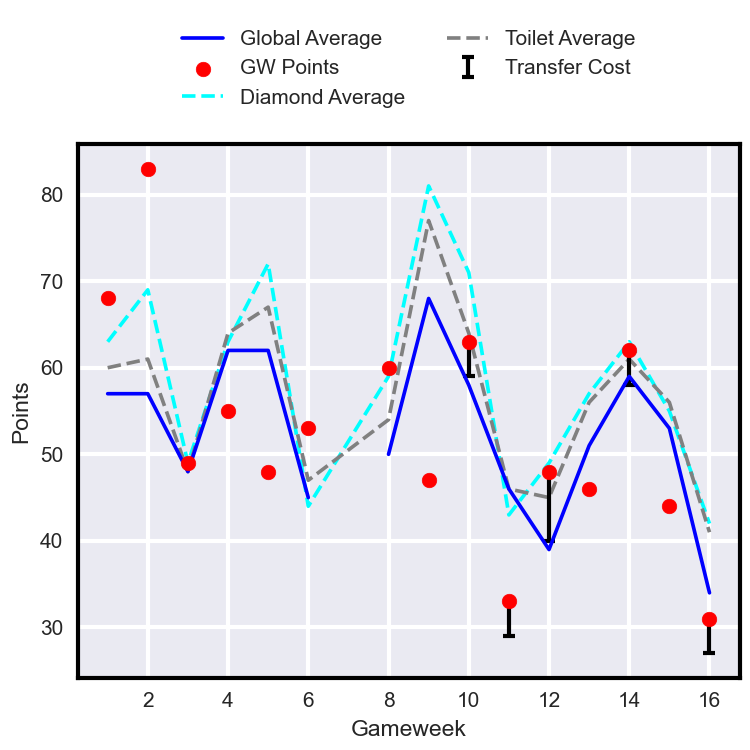 Global Average
GW Points
Diamond Average
Toilet Average
Transfer Cost
Points
80
70
60
50
40
30
2 4 6 8 10 12 14 16
Gameweek